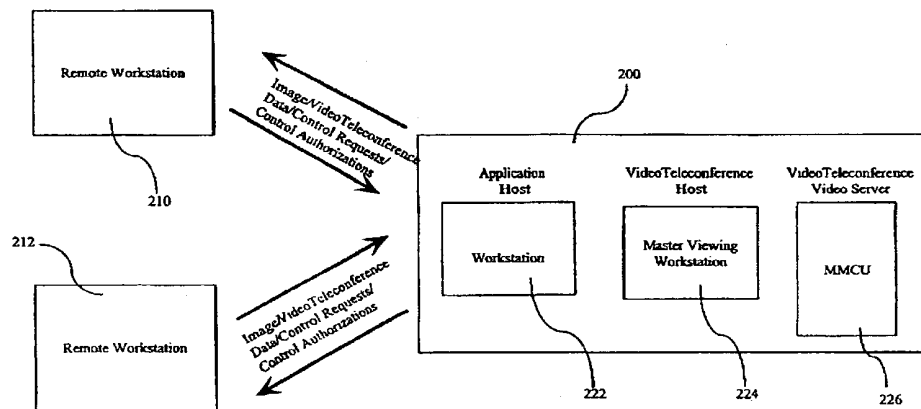 Remote Workstation
210
Image/VideoTeleconference
Data/Control Requests/
Control Authorizations
200
Application
Host
Workstation
222
VideoTeleconference
Host
Master Viewing
Workstation
224
VideoTeleconference
Video Server
MMCU
226
212
Remote Workstation
Image/VideoTeleconference
Data/Control Requests/
Control Authorizations